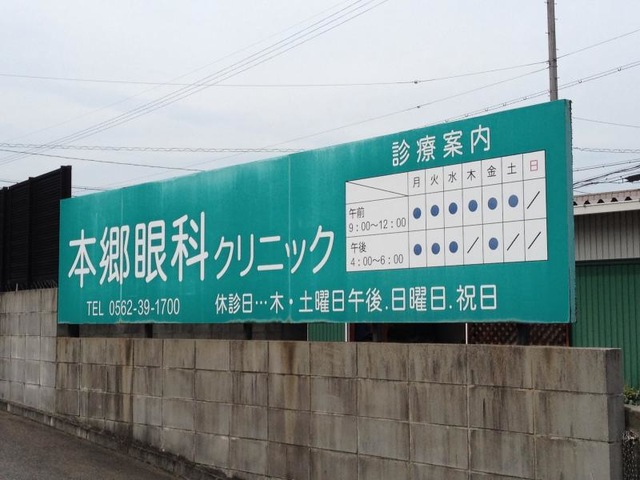 診療案内
月 火 水 木 金 土 日
午前 9:00〜12:00 ● ● ● ● ● ● /
午後 4:00〜6:00 ● ● ● / ● / /
本郷眼科クリニック
TEL 0562-39-1700
休診日…木・土曜日午後.日曜日.祝日